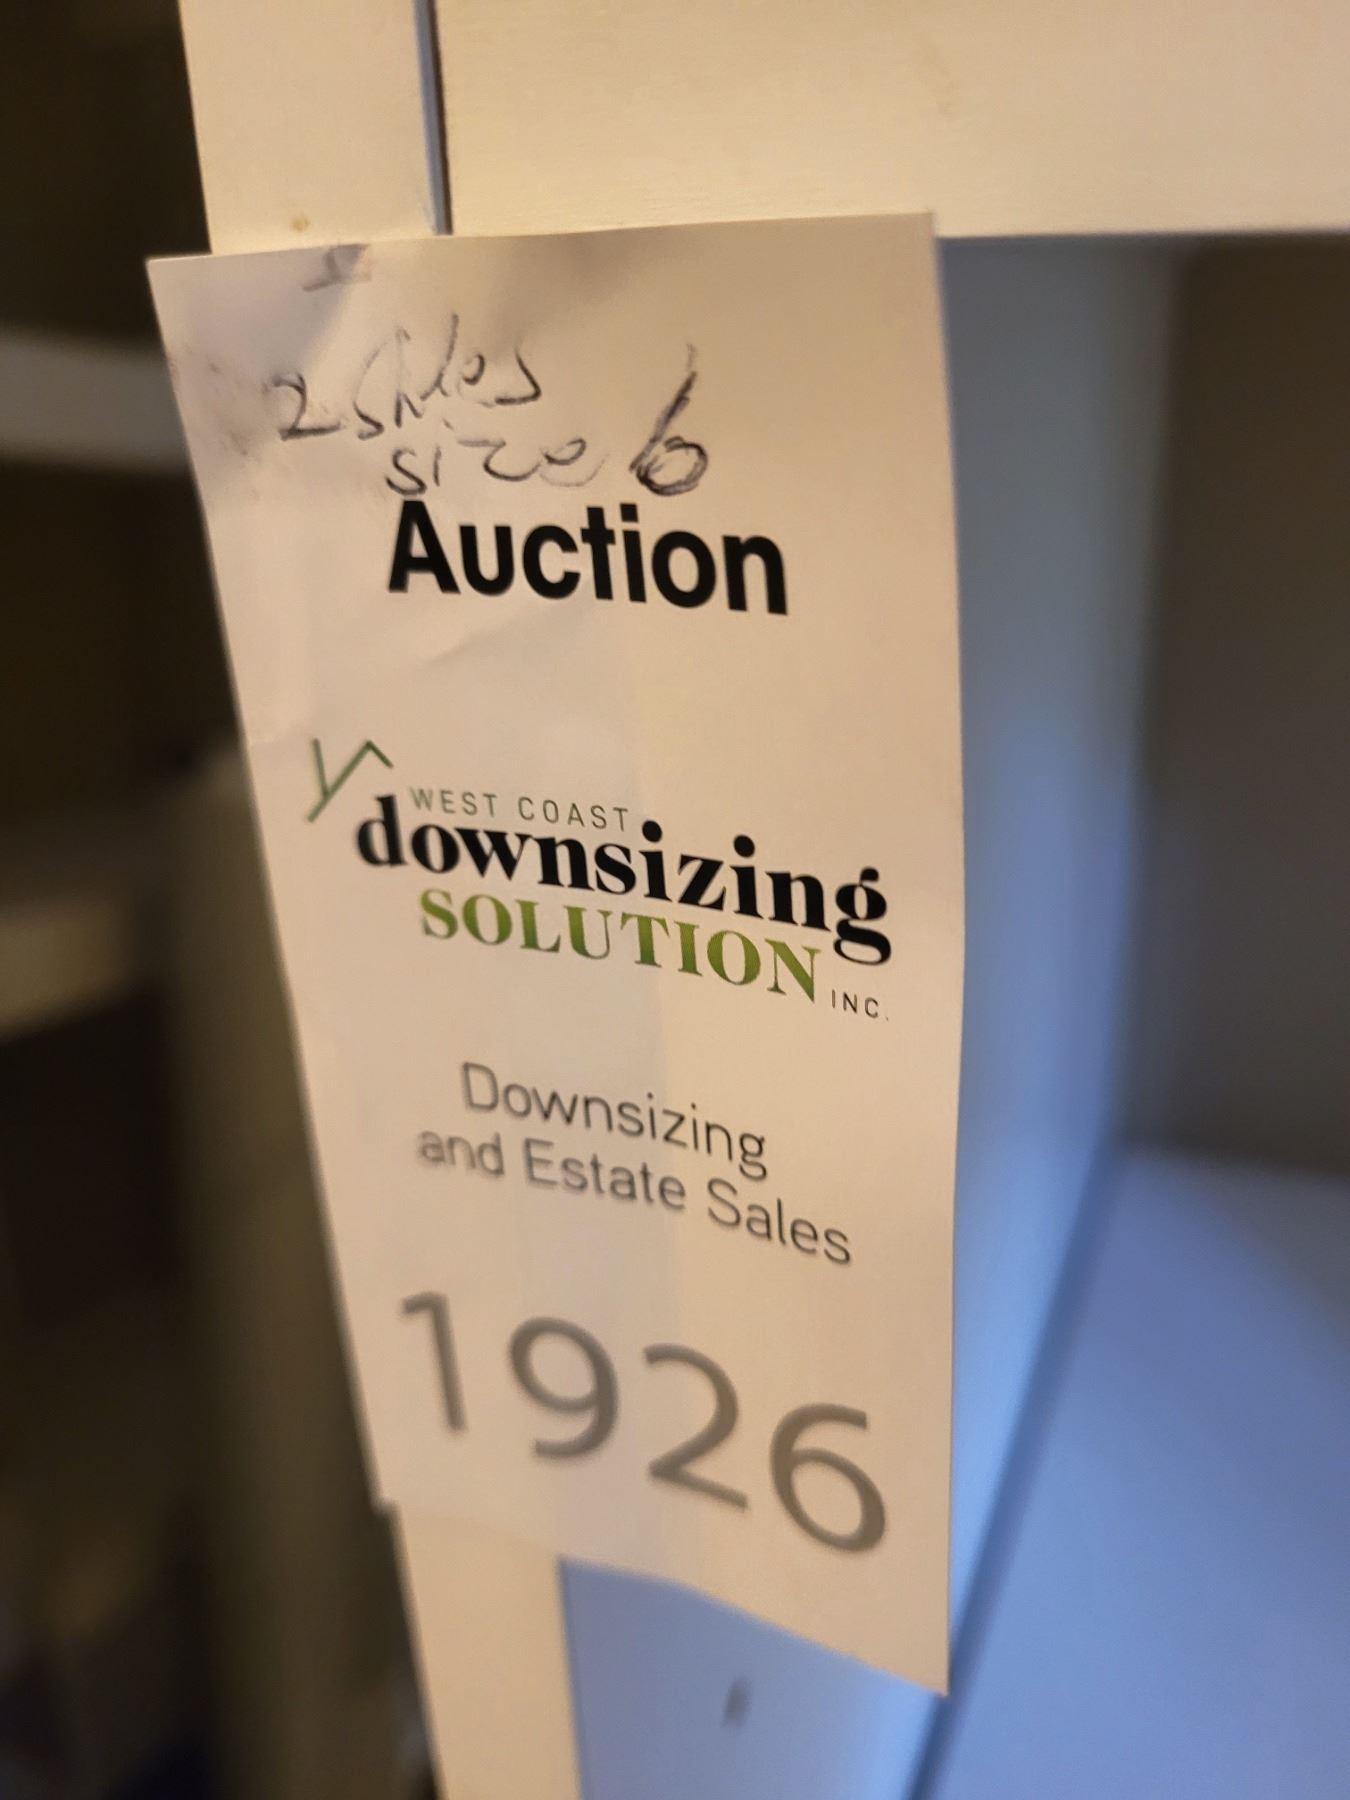 2 shoes
size 6
Auction
WEST COAST
downsizing
SOLUTION INC.
Downsizing
and Estate Sales
1926